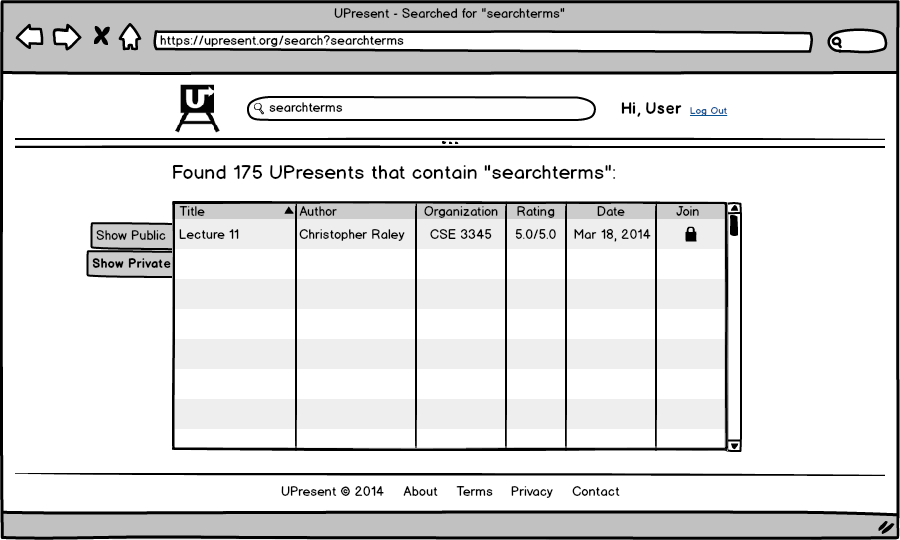 UPresent - Searched for "searchterms"
https://upresent.org/search?searchterms
U
searchterms
Hi, User Log Out
Found 175 UPresents that contain "searchterms":
Title Author Organization Rating Date Join
Show Public
Lecture 11 Christopher Raley CSE 3345 5.0/5.0 Mar 18, 2014
Show Private
UPresent © 2014 About Terms Privacy Contact